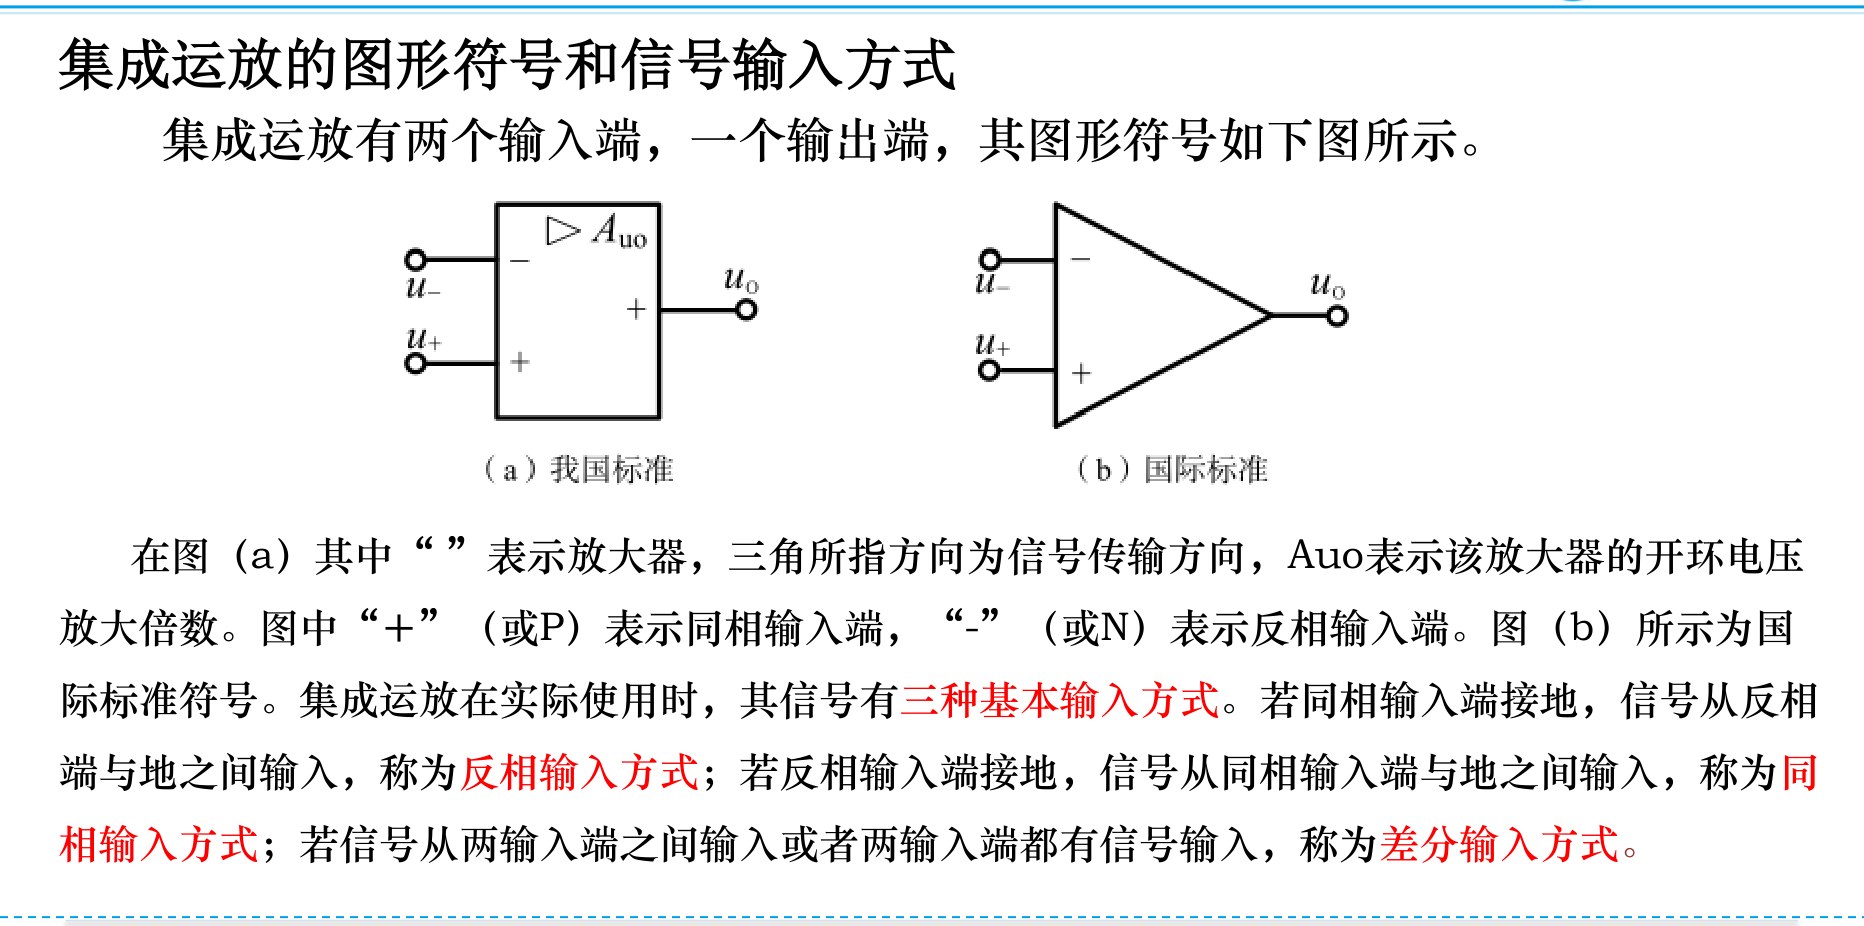 集成运放的图形符号和信号输入方式
集成运放有两个输入端，一个输出端，其图形符号如下图所示。
▷ Auo
−
u−
+
uo
u+
+
−
u−
uo
u+
+
（a）我国标准
（b）国际标准
在图（a）其中“ ”表示放大器，三角所指方向为信号传输方向，Auo表示该放大器的开环电压
放大倍数。图中“＋”（或P）表示同相输入端，“-”（或N）表示反相输入端。图（b）所示为国
际标准符号。集成运放在实际使用时，其信号有三种基本输入方式。若同相输入端接地，信号从反相
端与地之间输入，称为反相输入方式；若反相输入端接地，信号从同相输入端与地之间输入，称为同
相输入方式；若信号从两输入端之间输入或者两输入端都有信号输入，称为差分输入方式。